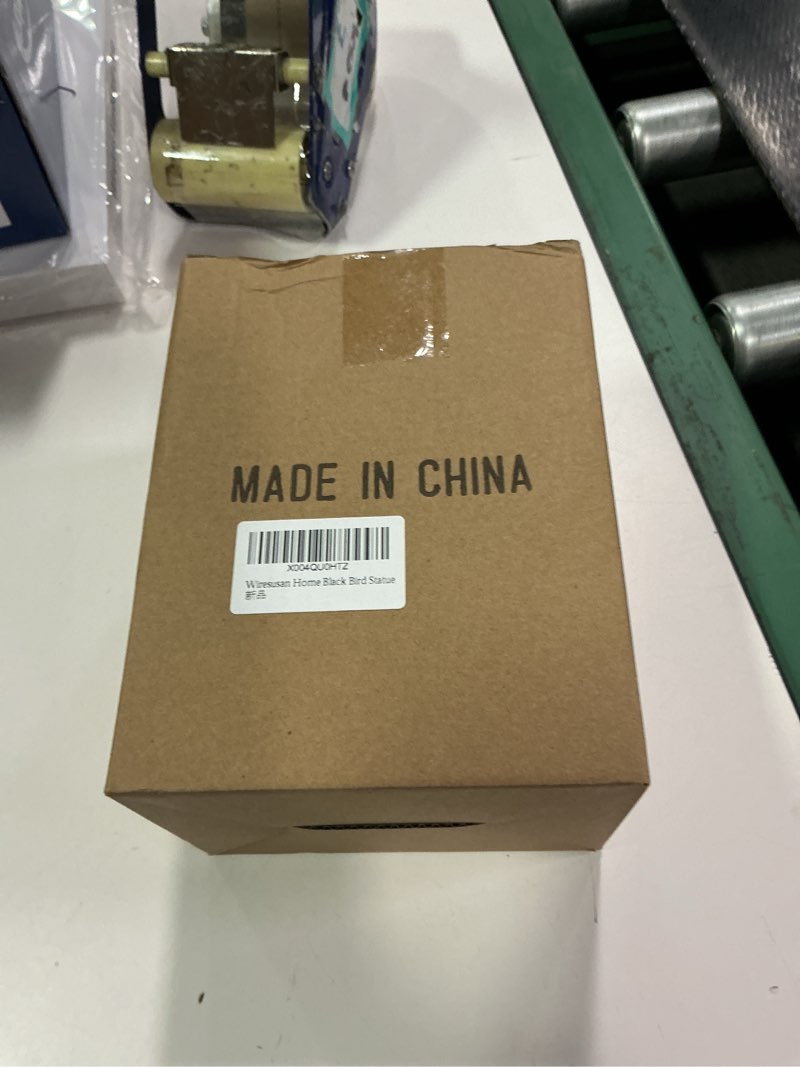 MADE IN CHINA
X004QU0HTZ
Wiresusan Home Black Bird Statue
新品